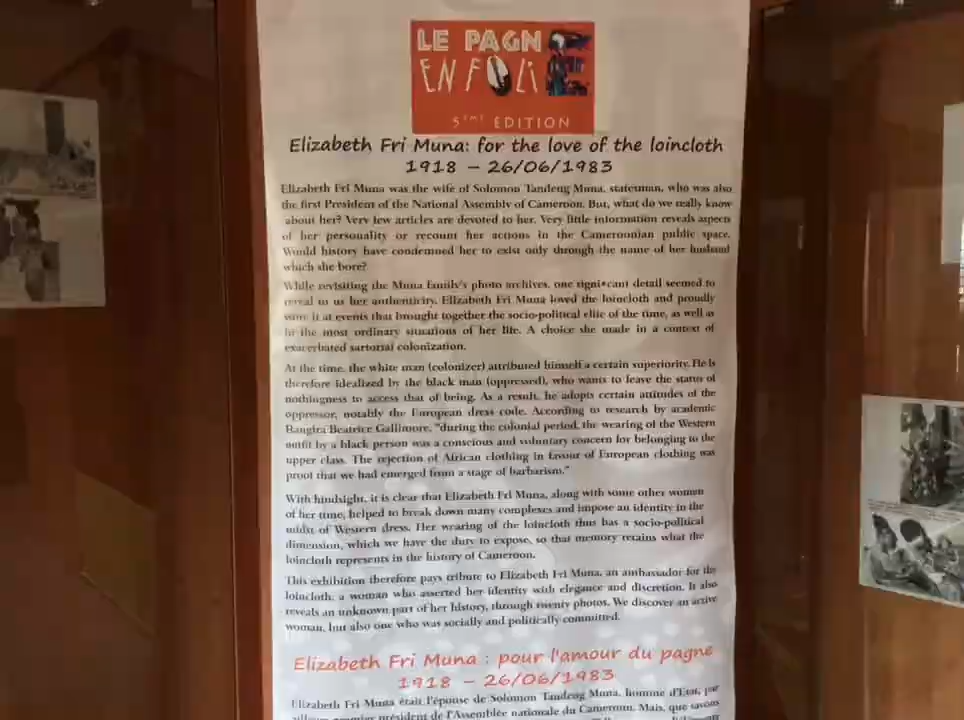 LE PAGNE
EN FOLIE
5ème EDITION
Elizabeth Fri Muna: for the love of the loincloth
1918 – 26/06/1983
Elizabeth Fri Muna was the wife of Solomon Tandeng Muna, statesman, who was also
the first President of the National Assembly of Cameroon. But, what do we really know
about her? Very few articles are devoted to her. Very little information reveals aspects
of her personality or recount her actions in the Cameroonian public space.
Would history have condemned her to exist only through the name of her husband
which she bore?
While revisiting the Muna family's photo archives, one signi•cant detail seemed to
reveal to us her authenticity. Elizabeth Fri Muna loved the loincloth and proudly
wore it at events that brought together the socio-political elite of the time, as well as
in the most ordinary situations of her life. A choice she made in a context of
exacerbated sartorial colonization.
At the time, the white man (colonizer) attributed himself a certain superiority. He is
therefore idealized by the black man (oppressed), who wants to leave the status of
nothingness to access that of being. As a result, he adopts certain attitudes of the
oppressor, notably the European dress code. According to research by academic
Rangira Beatrice Gallimore, "during the colonial period, the wearing of the Western
outfit by a black person was a conscious and voluntary concern for belonging to the
upper class. The rejection of African clothing in favour of European clothing was
proof that we had emerged from a stage of barbarism."
With hindsight, it is clear that Elizabeth Fri Muna, along with some other women
of her time, helped to break down many complexes and impose an identity in the
midst of Western dress. Her wearing of the loincloth thus has a socio-political
dimension, which we have the duty to expose, so that memory retains what the
loincloth represents in the history of Cameroon.
This exhibition therefore pays tribute to Elizabeth Fri Muna, an ambassador for the
loincloth, a woman who asserted her identity with elegance and discretion. It also
reveals an unknown part of her history, through twenty photos. We discover an active
woman, but also one who was socially and politically committed.
Elizabeth Fri Muna : pour l'amour du pagne
1918 – 26/06/1983
Elizabeth Fri Muna était l'épouse de Solomon Tandeng Muna, homme d'Etat, par
ailleurs premier président de l'Assemblée nationale du Cameroun. Mais, que savons